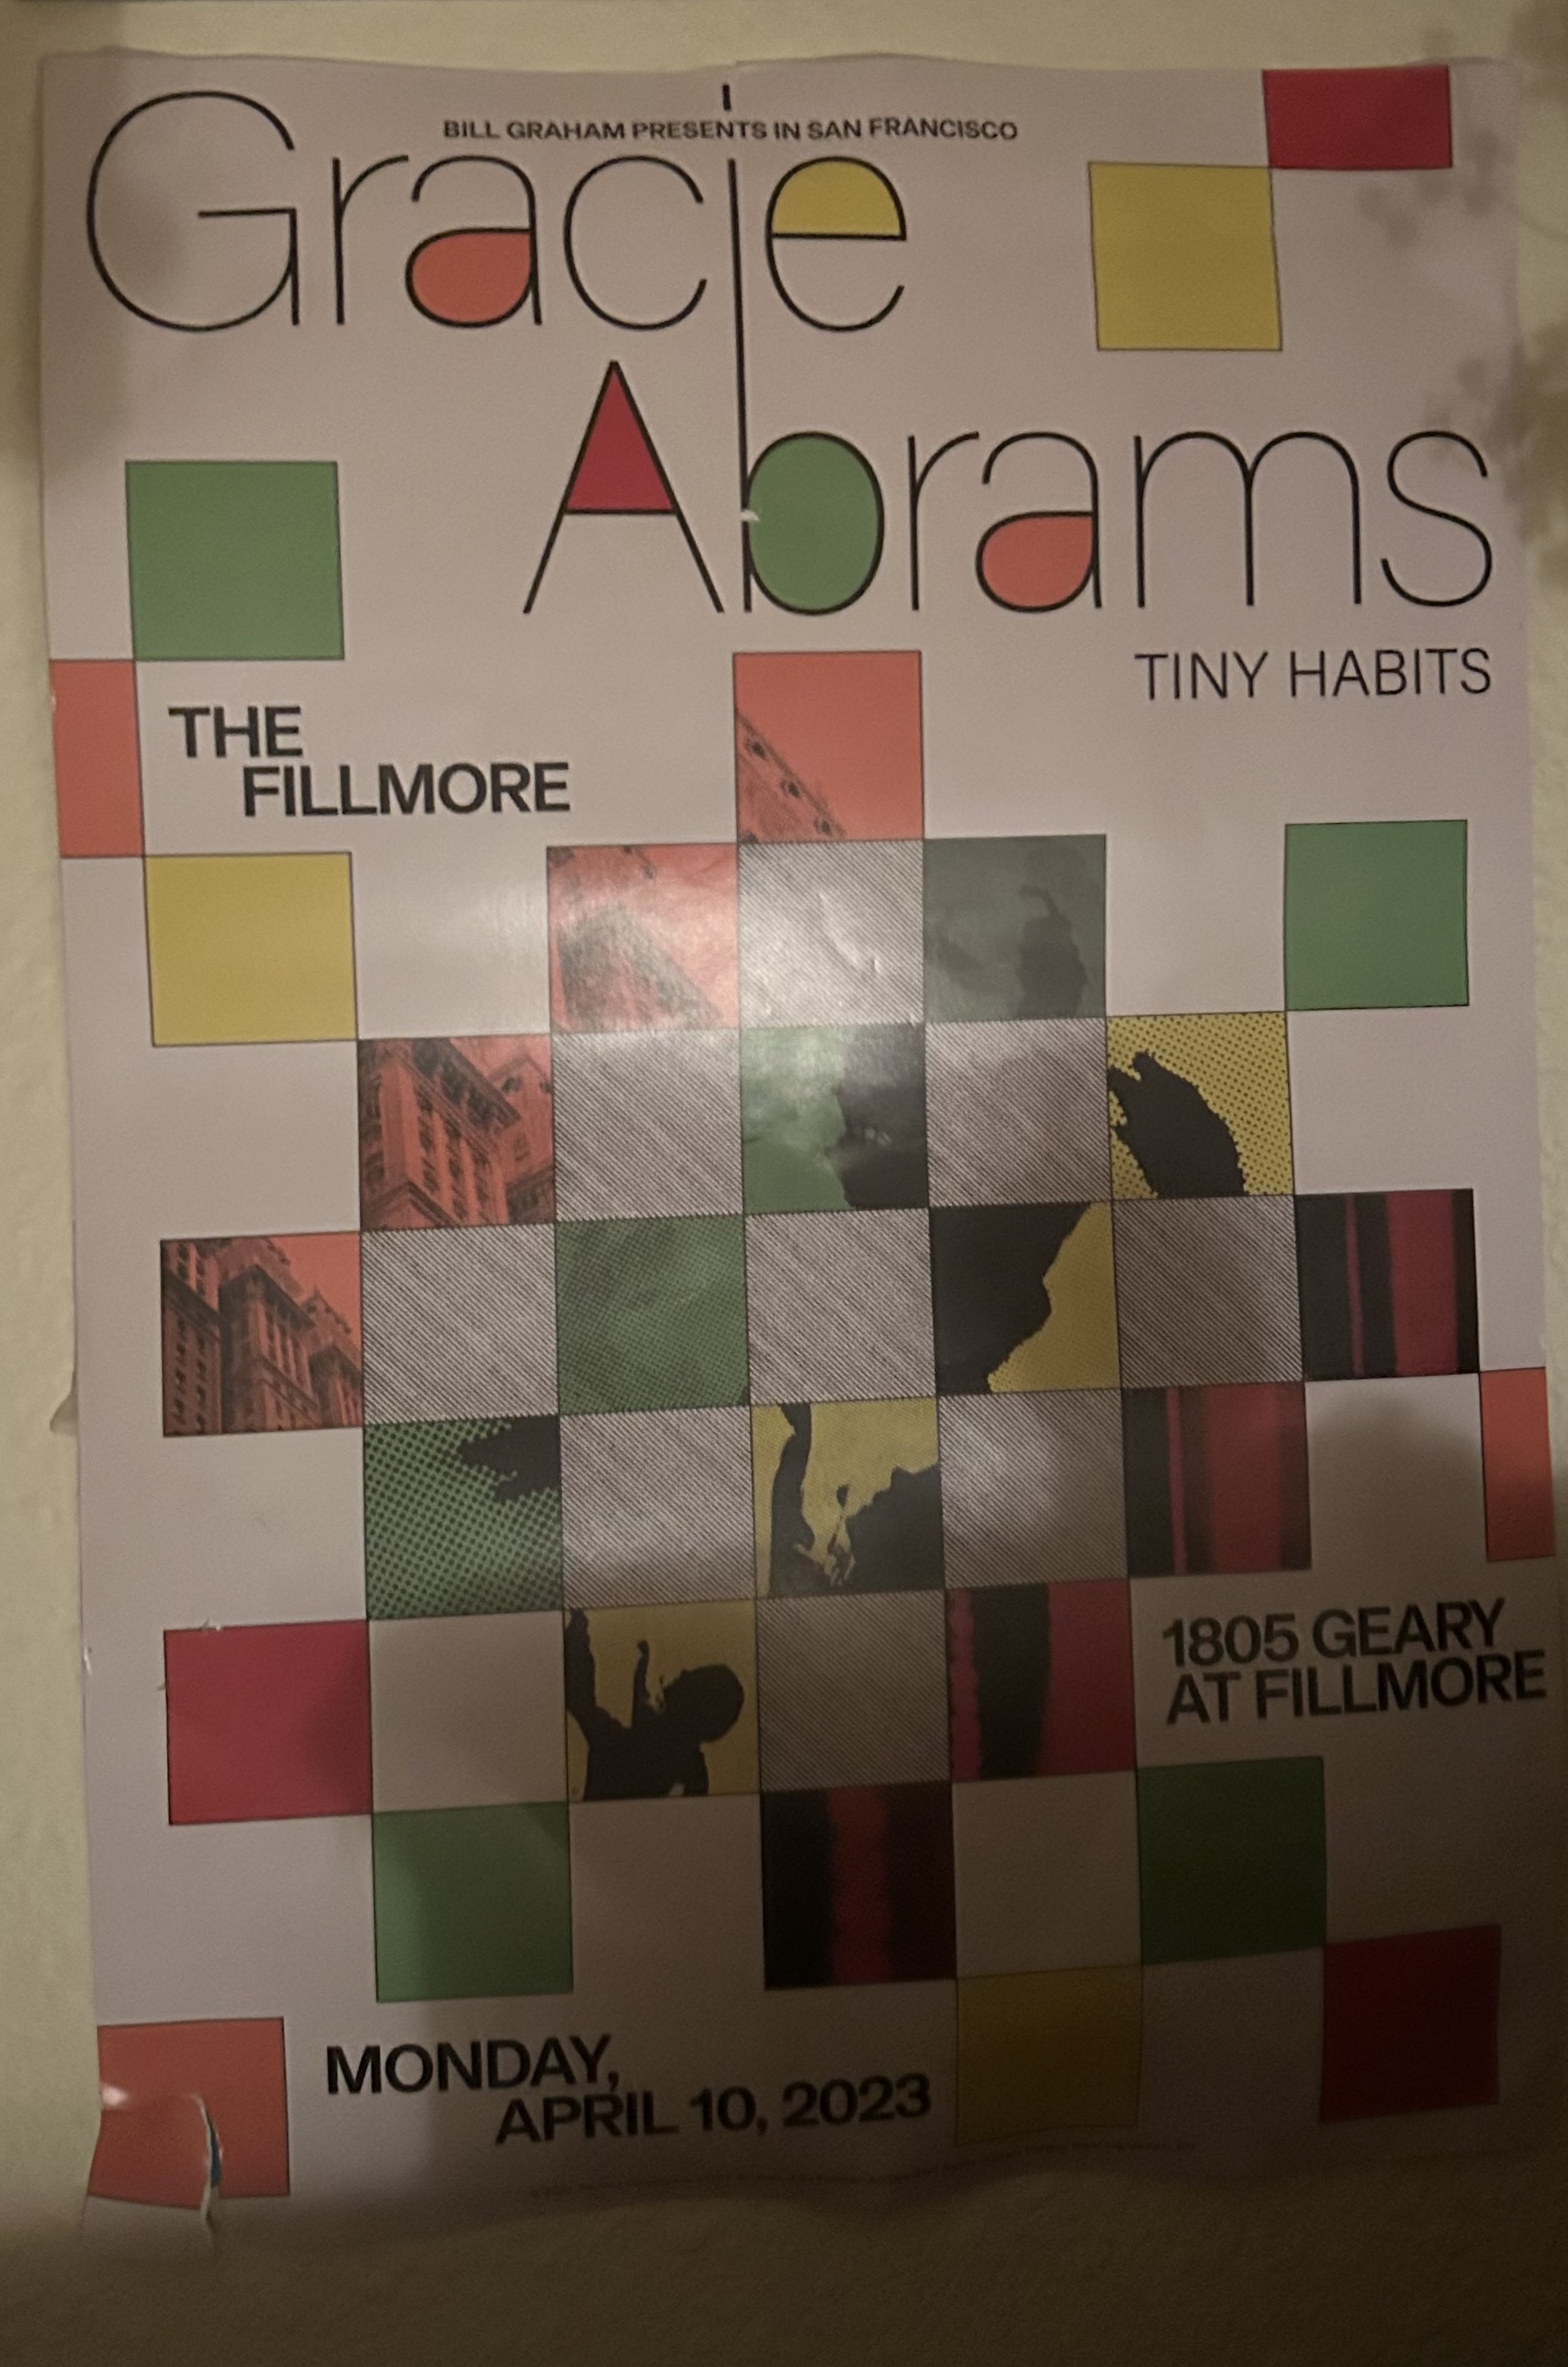 BILL GRAHAM PRESENTS IN SAN FRANCISCO
Gracie
Abrams
TINY HABITS
THE
FILLMORE
1805 GEARY
AT FILLMORE
MONDAY,
APRIL 10, 2023